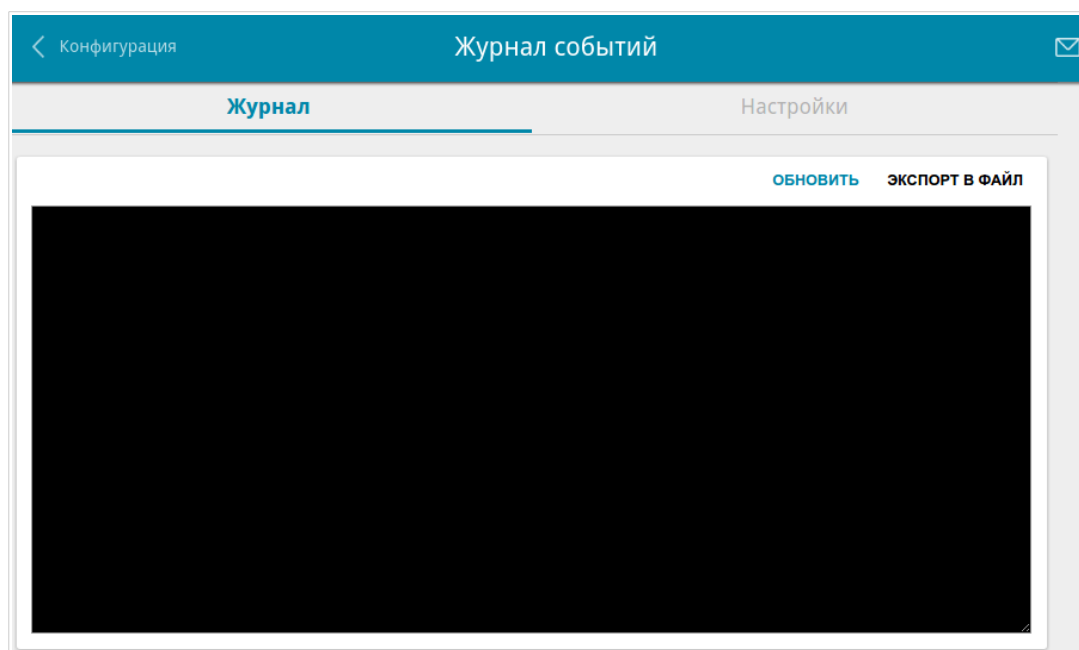 Конфигурация
Журнал событий
Журнал
Настройки
ОБНОВИТЬ
ЭКСПОРТ В ФАЙЛ